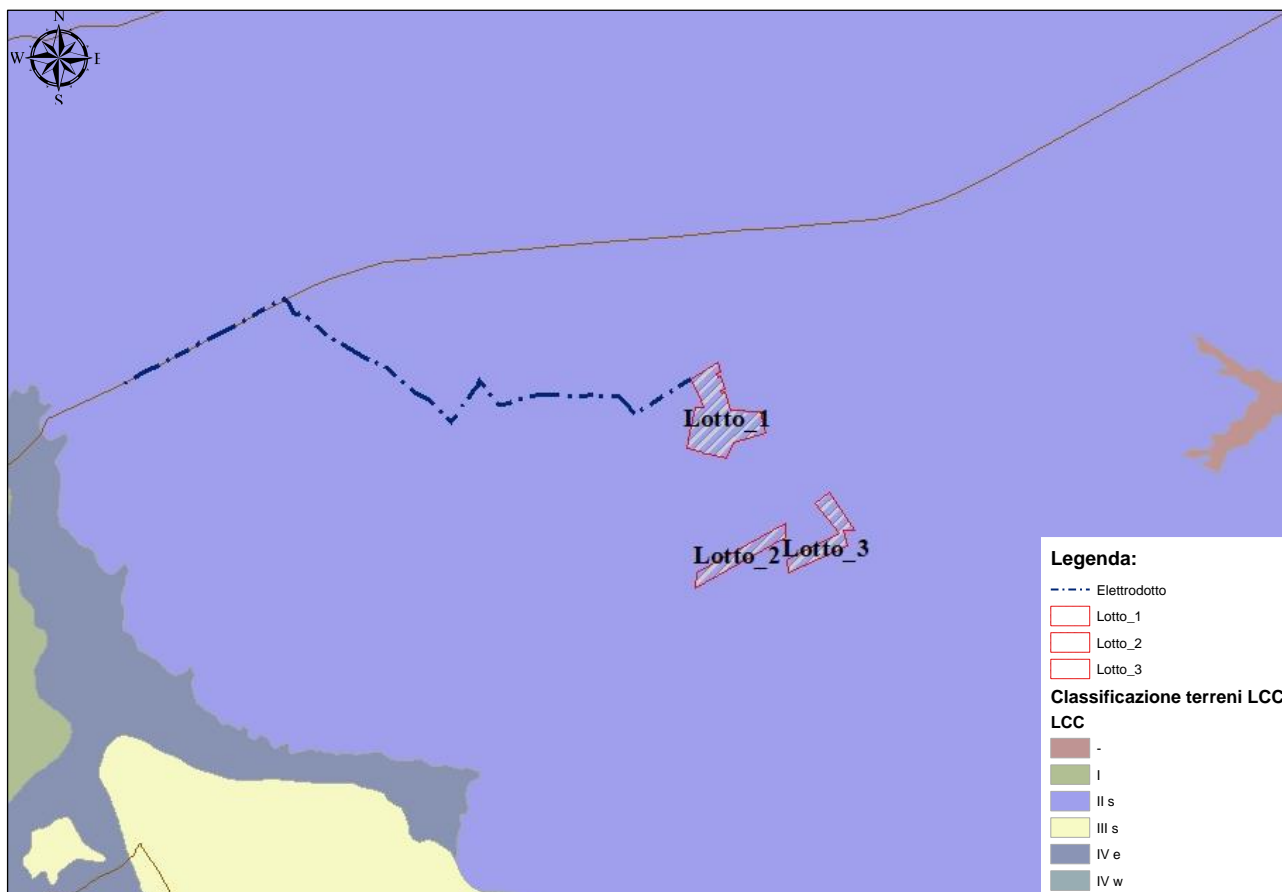 N
W E
S
Lotto_1
Lotto_2
Lotto_3
Legenda:
Elettrodotto
Lotto_1
Lotto_2
Lotto_3
Classificazione terreni LCC
LCC
-
I
II s
III s
IV e
IV w